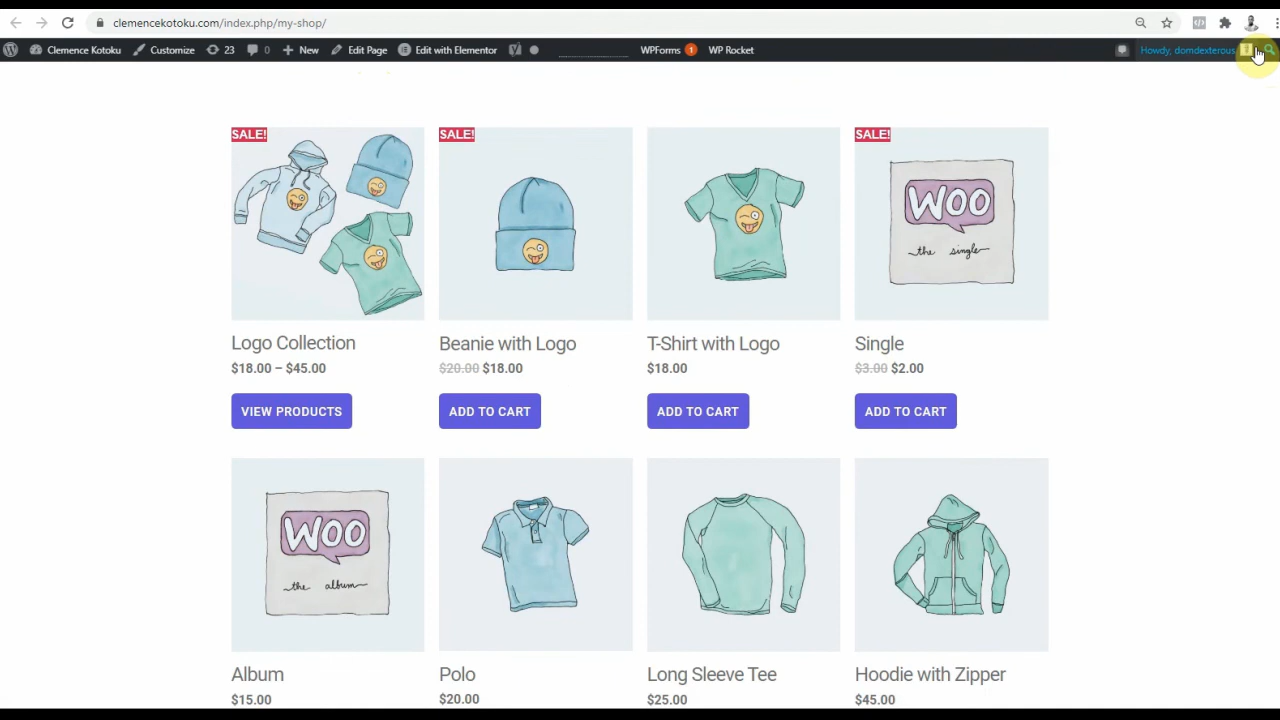 clemencekotoku.com/index.php/my-shop/
Clemence Kotoku Customize 23 0 New Edit Page Edit with Elementor WPForms 1 WP Rocket Howdy, domdexterous
SALE! SALE! SALE!
WOO
the single
Logo Collection Beanie with Logo T-Shirt with Logo Single
$18.00 – $45.00 $20.00 $18.00 $18.00 $3.00 $2.00
VIEW PRODUCTS ADD TO CART ADD TO CART ADD TO CART
WOO
the album
Album Polo Long Sleeve Tee Hoodie with Zipper
$15.00 $20.00 $25.00 $45.00